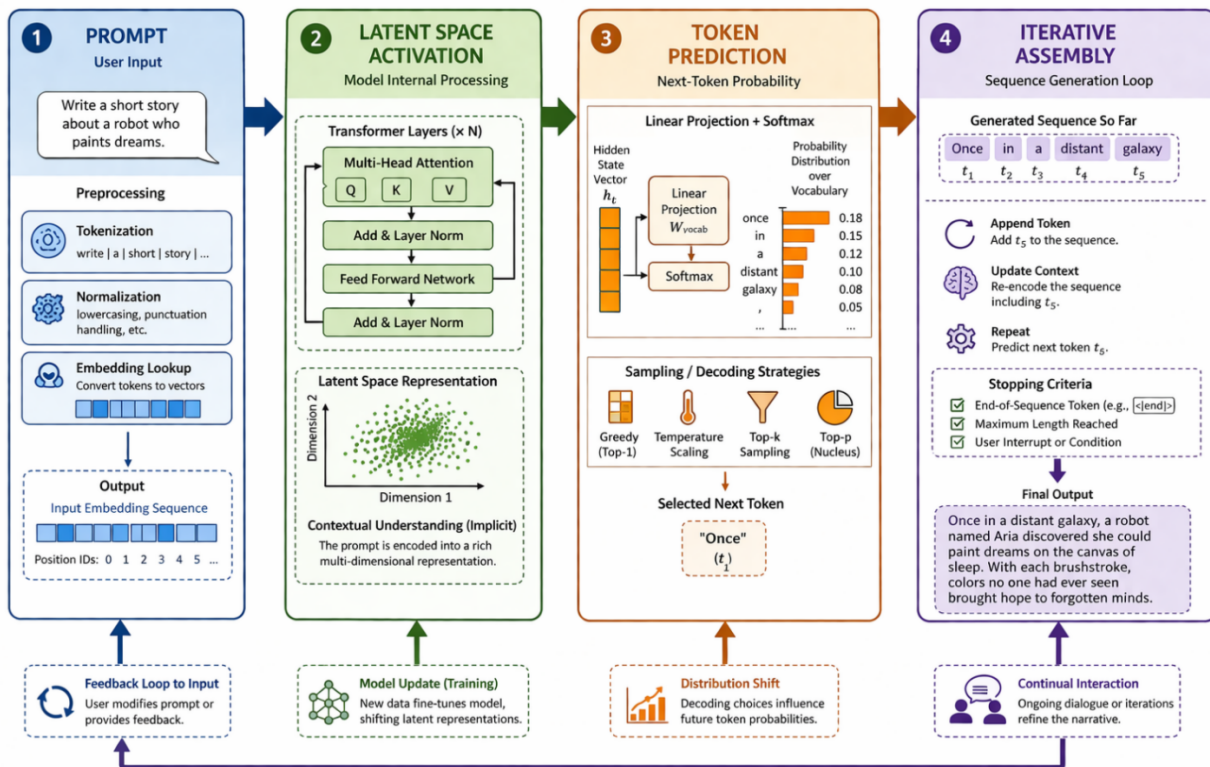 1 PROMPT
User Input
Write a short story
about a robot who
paints dreams.
Preprocessing
Tokenization
write | a | short | story | ...
Normalization
lowercasing, punctuation
handling, etc.
Embedding Lookup
Convert tokens to vectors
Output
Input Embedding Sequence
Position IDs: 0 1 2 3 4 5 ...
2 LATENT SPACE
ACTIVATION
Model Internal Processing
Transformer Layers (× N)
Multi-Head Attention
Q K V
Add & Layer Norm
Feed Forward Network
Add & Layer Norm
Latent Space Representation
Dimension 2
Dimension 1
Contextual Understanding (Implicit)
The prompt is encoded into a rich
multi-dimensional representation.
3 TOKEN
PREDICTION
Next-Token Probability
Linear Projection + Softmax
Hidden
State
Vector
h_t
Linear
Projection
W_vocab
Softmax
Probability
Distribution
over
Vocabulary
once 0.18
in 0.15
a 0.12
distant 0.10
galaxy 0.08
, 0.05
... ... ...
Sampling / Decoding Strategies
Greedy
(Top-1)
Temperature
Scaling
Top-k
Sampling
Top-p
(Nucleus)
Selected Next Token
"Once"
(t_1)
4 ITERATIVE
ASSEMBLY
Sequence Generation Loop
Generated Sequence So Far
Once in a distant galaxy
t_1 t_2 t_3 t_4 t_5
Append Token
Add t_5 to the sequence.
Update Context
Re-encode the sequence
including t_5.
Repeat
Predict next token t_5.
Stopping Criteria
End-of-Sequence Token (e.g., <|end|>)
Maximum Length Reached
User Interrupt or Condition
Final Output
Once in a distant galaxy, a robot
named Aria discovered she could
paint dreams on the canvas of
sleep. With each brushstroke,
colors no one had ever seen
brought hope to forgotten minds.
Feedback Loop to Input
User modifies prompt or
provides feedback.
Model Update (Training)
New data fine-tunes model,
shifting latent representations.
Distribution Shift
Decoding choices influence
future token probabilities.
Continual Interaction
Ongoing dialogue or iterations
refine the narrative.